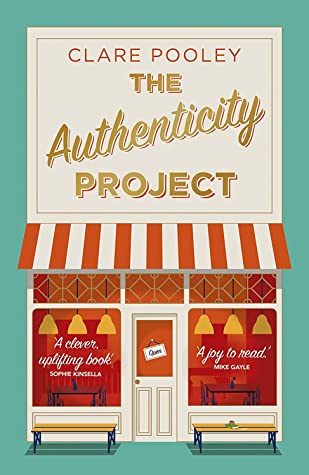 CLARE POOLEY
THE
Authenticity
PROJECT
'A clever,
uplifting book'
SOPHIE KINSELLA
Open
'A joy to read.'
MIKE GAYLE